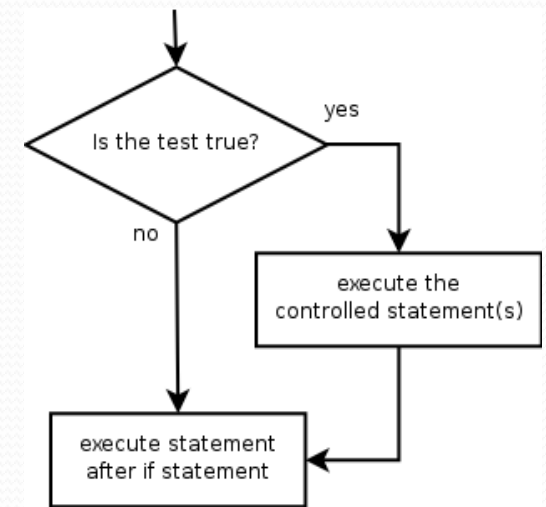 Is the test true?
yes
no
execute the
controlled statement(s)
execute statement
after if statement